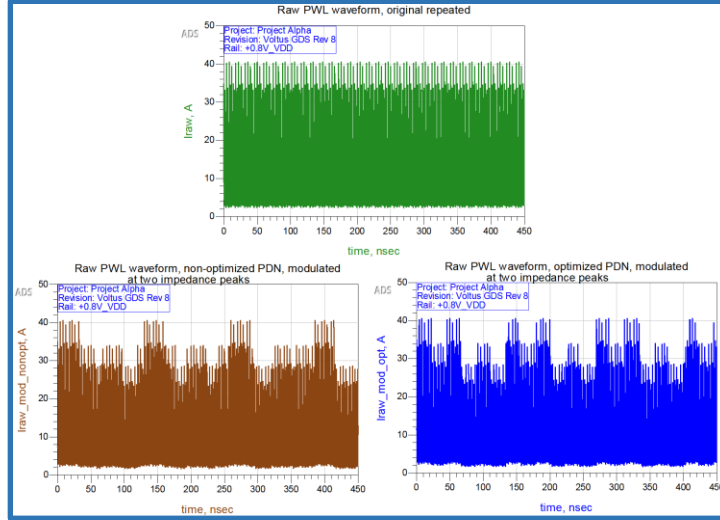 Raw PWL waveform, original repeated
ADS
Project: Project Alpha
Revision: Voltus GDS Rev 8
Rail: +0.8V_VDD
50
40
30
20
10
0
Iraw, A
0 50 100 150 200 250 300 350 400 450
time, nsec
Raw PWL waveform, non-optimized PDN, modulated
at two impedance peaks
ADS
Project: Project Alpha
Revision: Voltus GDS Rev 8
Rail: +0.8V_VDD
50
40
30
20
10
0
Iraw_mod_nonopt, A
0 50 100 150 200 250 300 350 400 450
time, nsec
Raw PWL waveform, optimized PDN, modulated
at two impedance peaks
ADS
Project: Project Alpha
Revision: Voltus GDS Rev 8
Rail: +0.8V_VDD
50
40
30
20
10
0
Iraw_mod_opt, A
0 50 100 150 200 250 300 350 400 450
time, nsec